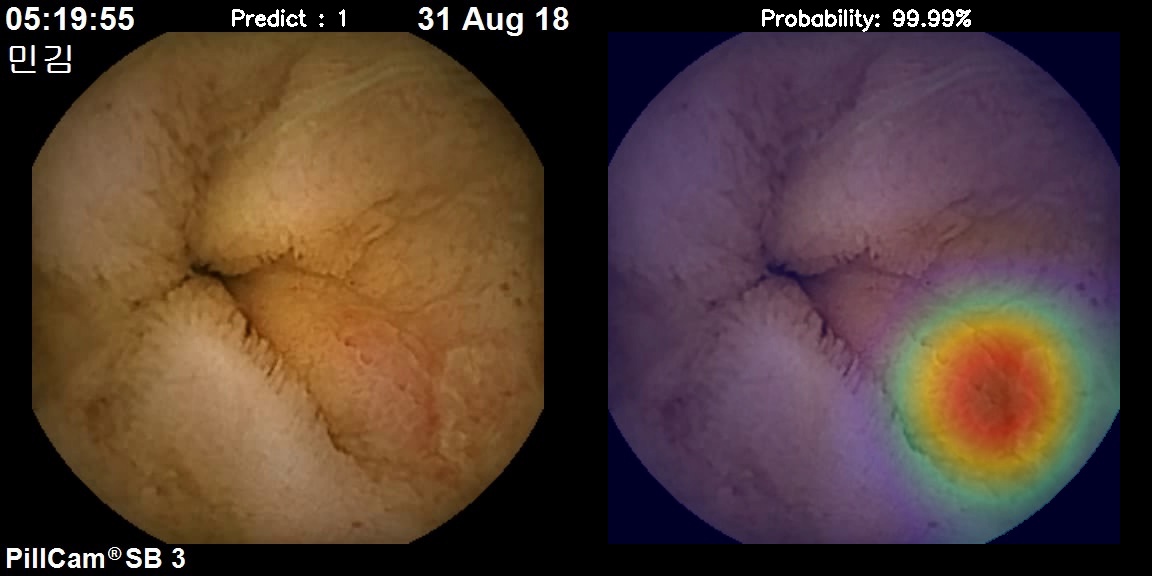 05:19:55
Predict : 1
31 Aug 18
Probability: 99.99%
민김
PillCam®SB 3